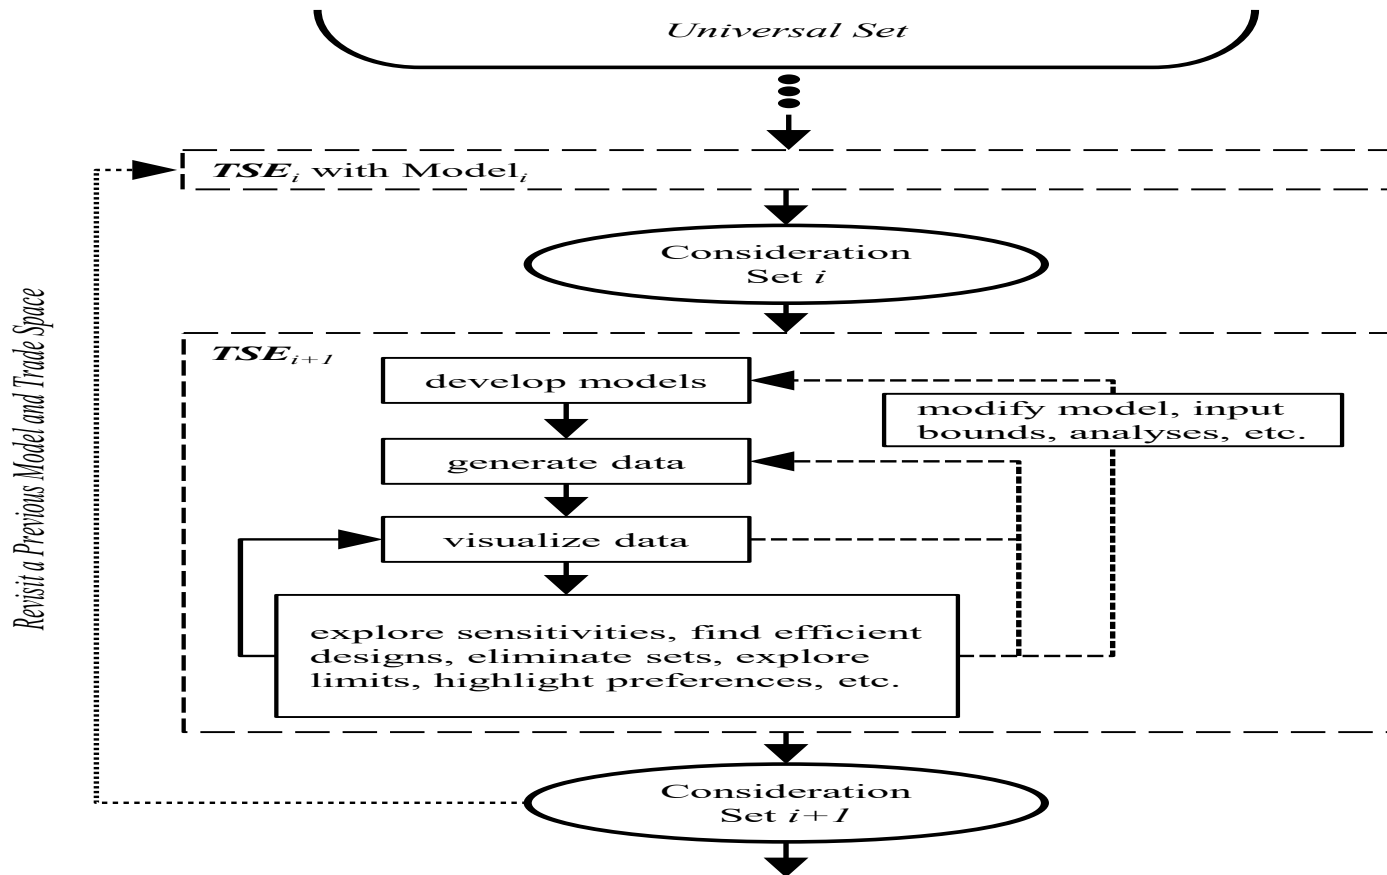 Universal Set
TSEi with Modeli
Consideration
Set i
Revisit a Previous Model and Trade Space
TSEi+1
develop models
modify model, input
bounds, analyses, etc.
generate data
visualize data
explore sensitivities, find efficient
designs, eliminate sets, explore
limits, highlight preferences, etc.
Consideration
Set i+1